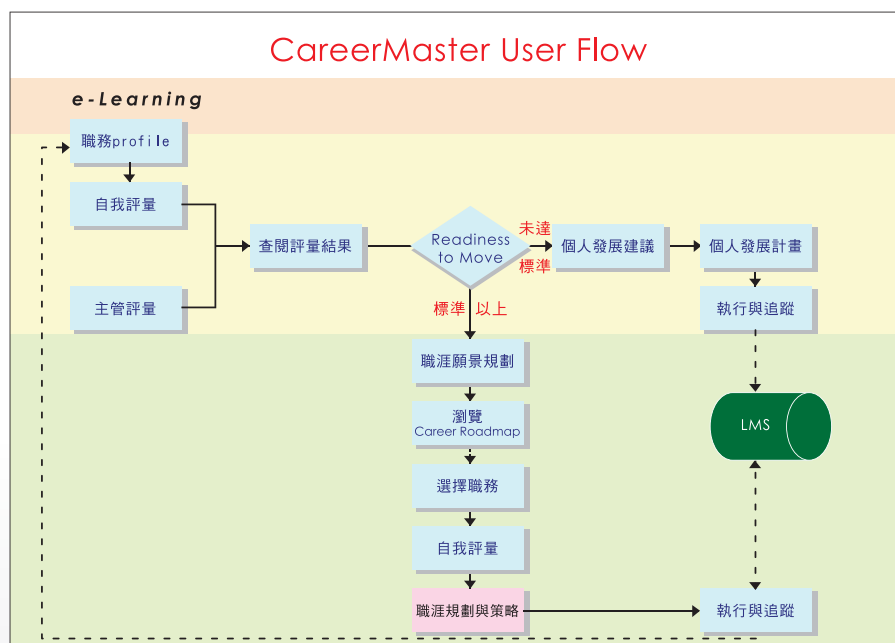 CareerMaster User Flow
e-Learning
職務profile
自我評量
主管評量
查閱評量結果
Readiness
to Move
未達
標準
個人發展建議
個人發展計畫
執行與追蹤
標準 以上
職涯願景規劃
瀏覽
Career Roadmap
選擇職務
自我評量
職涯規劃與策略
LMS
執行與追蹤